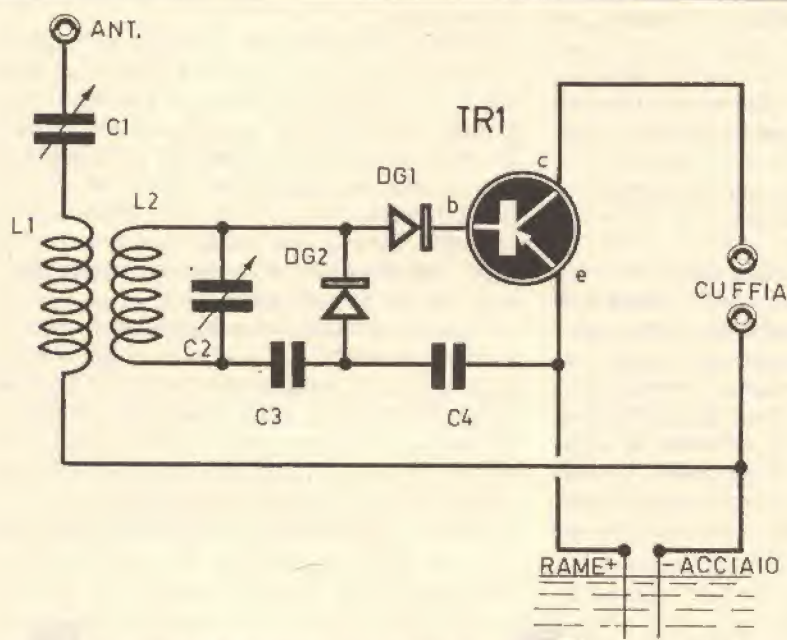 ANT.
C1
TR1
c
DG1
L1
L2
b
DG2
e
CUFFIA
C2
C3
C4
RAME+
-ACCIAIO